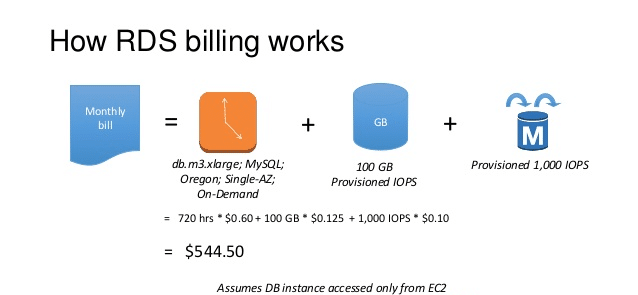 How RDS billing works
Monthly
bill
=
+
GB
+
M
db.m3.xlarge; MySQL;
Oregon; Single-AZ;
On-Demand
100 GB
Provisioned IOPS
Provisioned 1,000 IOPS
= 720 hrs * $0.60 + 100 GB * $0.125 + 1,000 IOPS * $0.10
= $544.50
Assumes DB instance accessed only from EC2